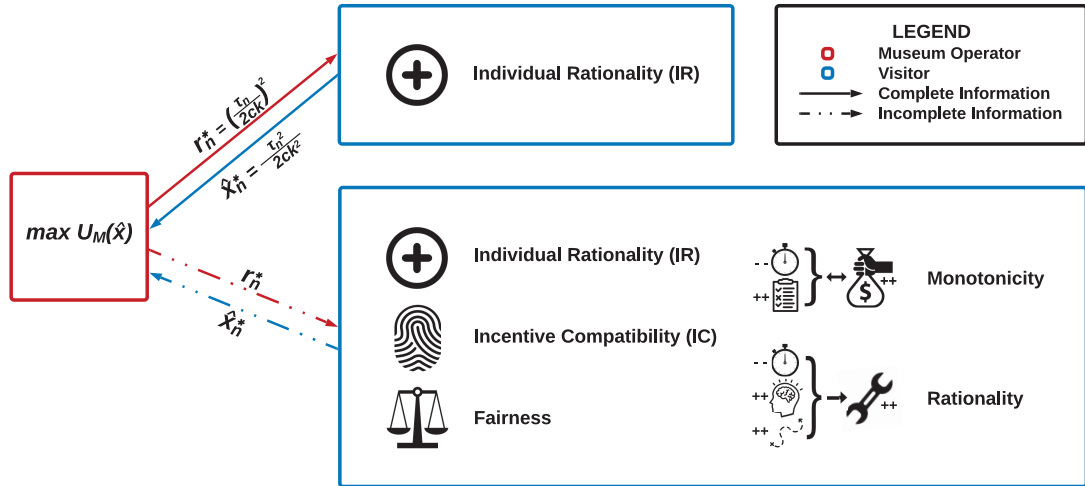 Individual Rationality (IR)
LEGEND
Museum Operator
Visitor
Complete Information
Incomplete Information
r*n = (τn/2ck)²
x̂*n = τn²/2ck²
max UM(x̂)
r*n
x̂*n
Individual Rationality (IR)
Incentive Compatibility (IC)
Fairness
--
++
$
++
Monotonicity
--
++
++
++
Rationality